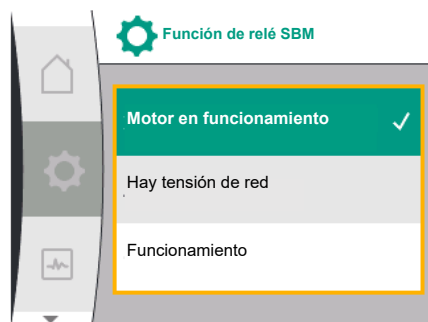 Función de relé SBM
Motor en funcionamiento
Hay tensión de red
Funcionamiento